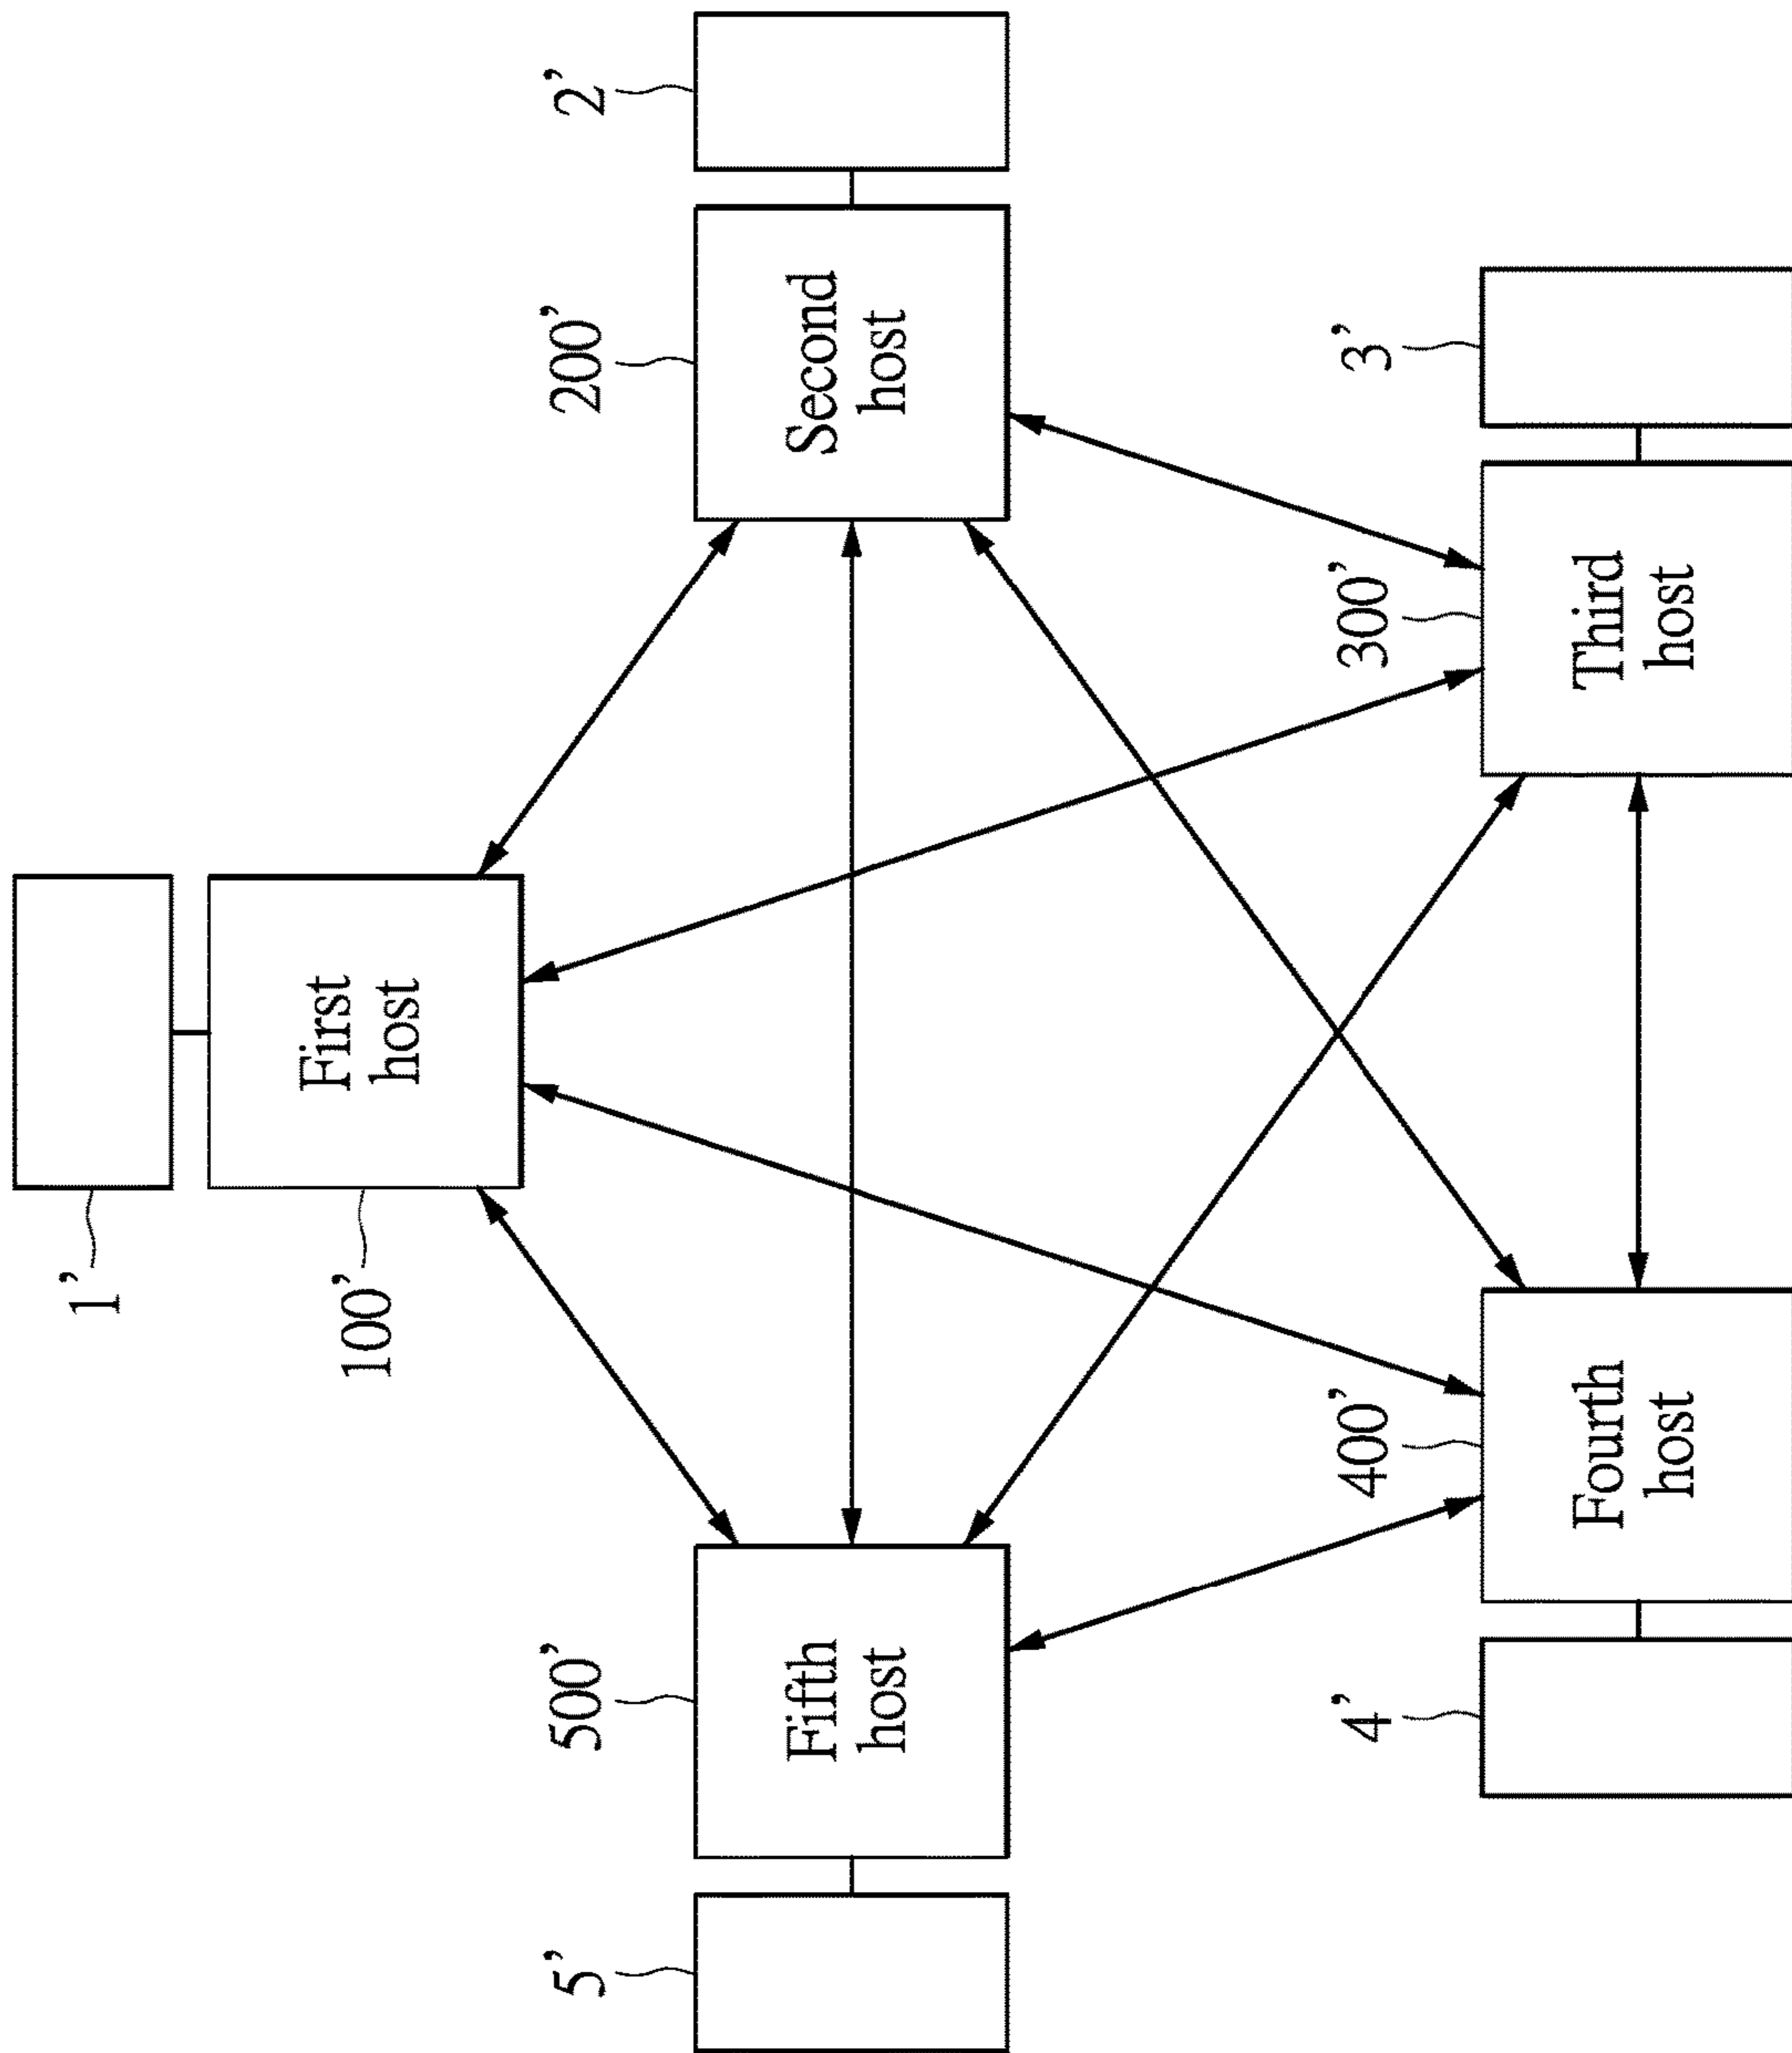 1’
100’
First
host
5’
500’
200’
2’
Fifth
host
Second
host
4’
400’
300’
3’
Fourth
host
Third
host